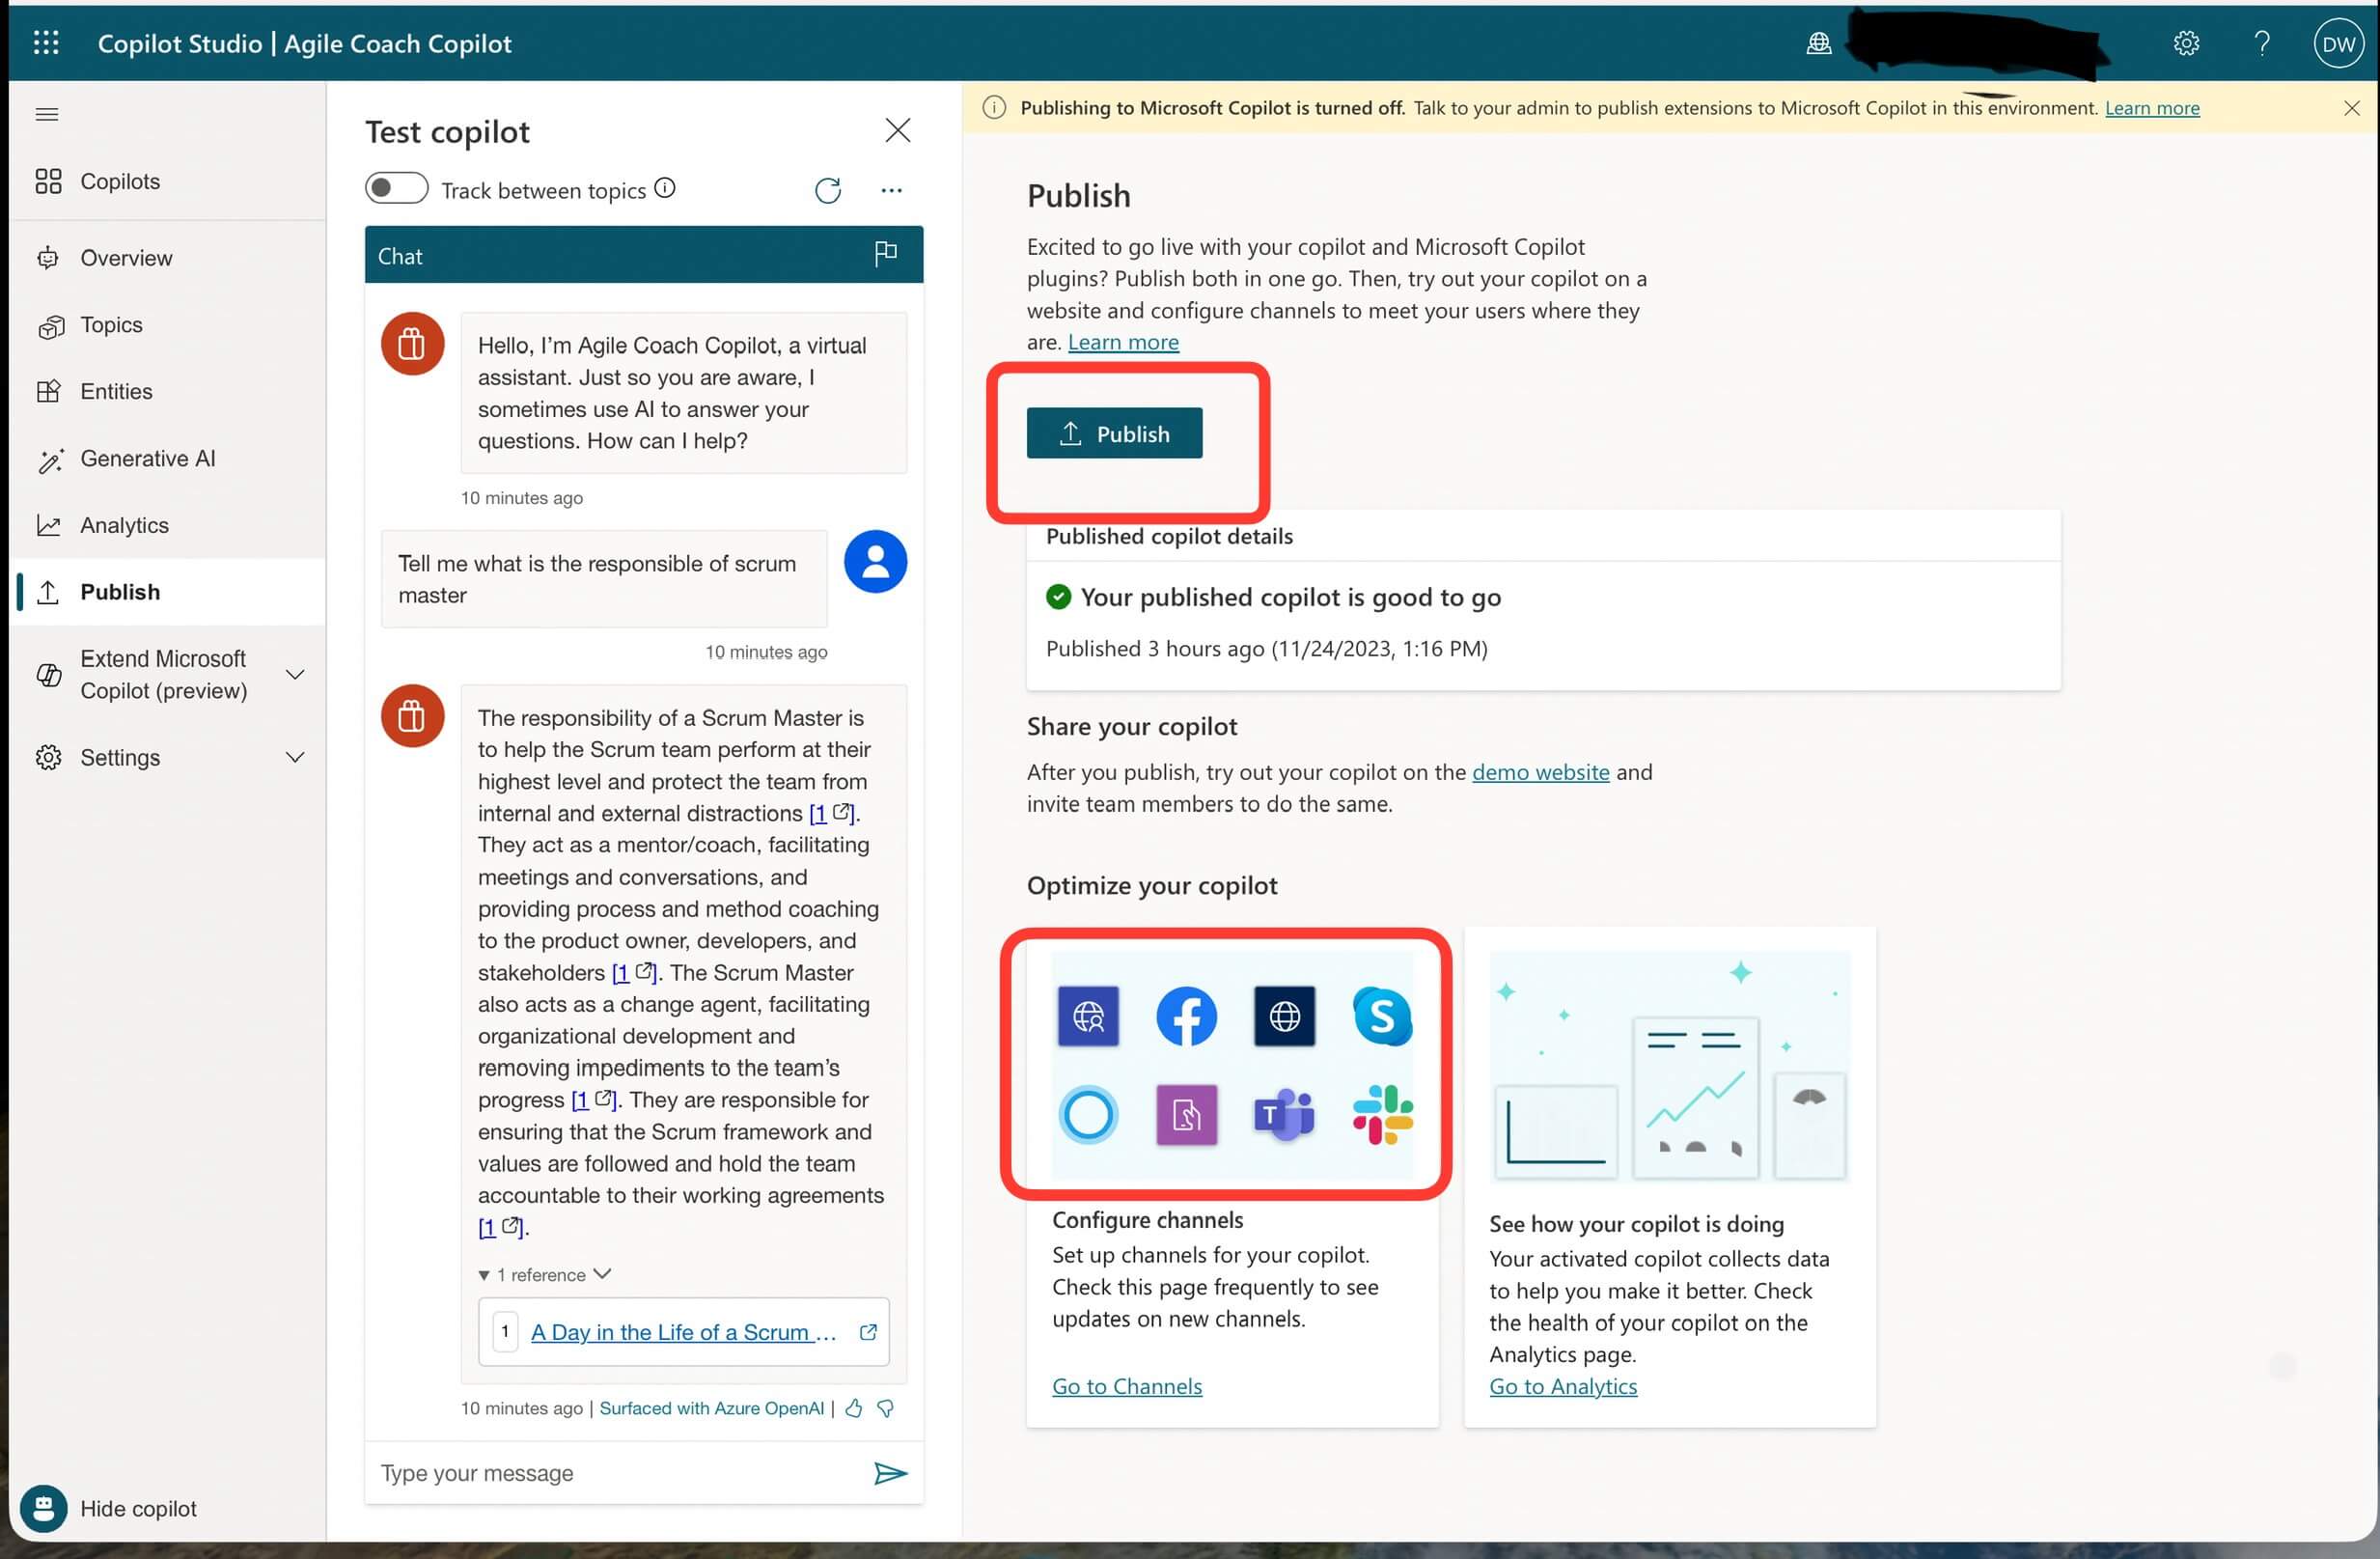 Copilot Studio | Agile Coach Copilot
DW
Copilots
Overview
Topics
Entities
Generative AI
Analytics
Publish
Extend Microsoft
Copilot (preview)
Settings
Hide copilot
Test copilot
Track between topics
Chat
Hello, I'm Agile Coach Copilot, a virtual
assistant. Just so you are aware, I
sometimes use AI to answer your
questions. How can I help?
10 minutes ago
Tell me what is the responsible of scrum
master
10 minutes ago
The responsibility of a Scrum Master is
to help the Scrum team perform at their
highest level and protect the team from
internal and external distractions [1].
They act as a mentor/coach, facilitating
meetings and conversations, and
providing process and method coaching
to the product owner, developers, and
stakeholders [1]. The Scrum Master
also acts as a change agent, facilitating
organizational development and
removing impediments to the team's
progress [1]. They are responsible for
ensuring that the Scrum framework and
values are followed and hold the team
accountable to their working agreements
[1].
1 reference
1 A Day in the Life of a Scrum ...
10 minutes ago | Surfaced with Azure OpenAI |
Type your message
Publishing to Microsoft Copilot is turned off. Talk to your admin to publish extensions to Microsoft Copilot in this environment. Learn more
Publish
Excited to go live with your copilot and Microsoft Copilot
plugins? Publish both in one go. Then, try out your copilot on a
website and configure channels to meet your users where they
are. Learn more
Publish
Published copilot details
Your published copilot is good to go
Published 3 hours ago (11/24/2023, 1:16 PM)
Share your copilot
After you publish, try out your copilot on the demo website and
invite team members to do the same.
Optimize your copilot
Configure channels
Set up channels for your copilot.
Check this page frequently to see
updates on new channels.
Go to Channels
See how your copilot is doing
Your activated copilot collects data
to help you make it better. Check
the health of your copilot on the
Analytics page.
Go to Analytics